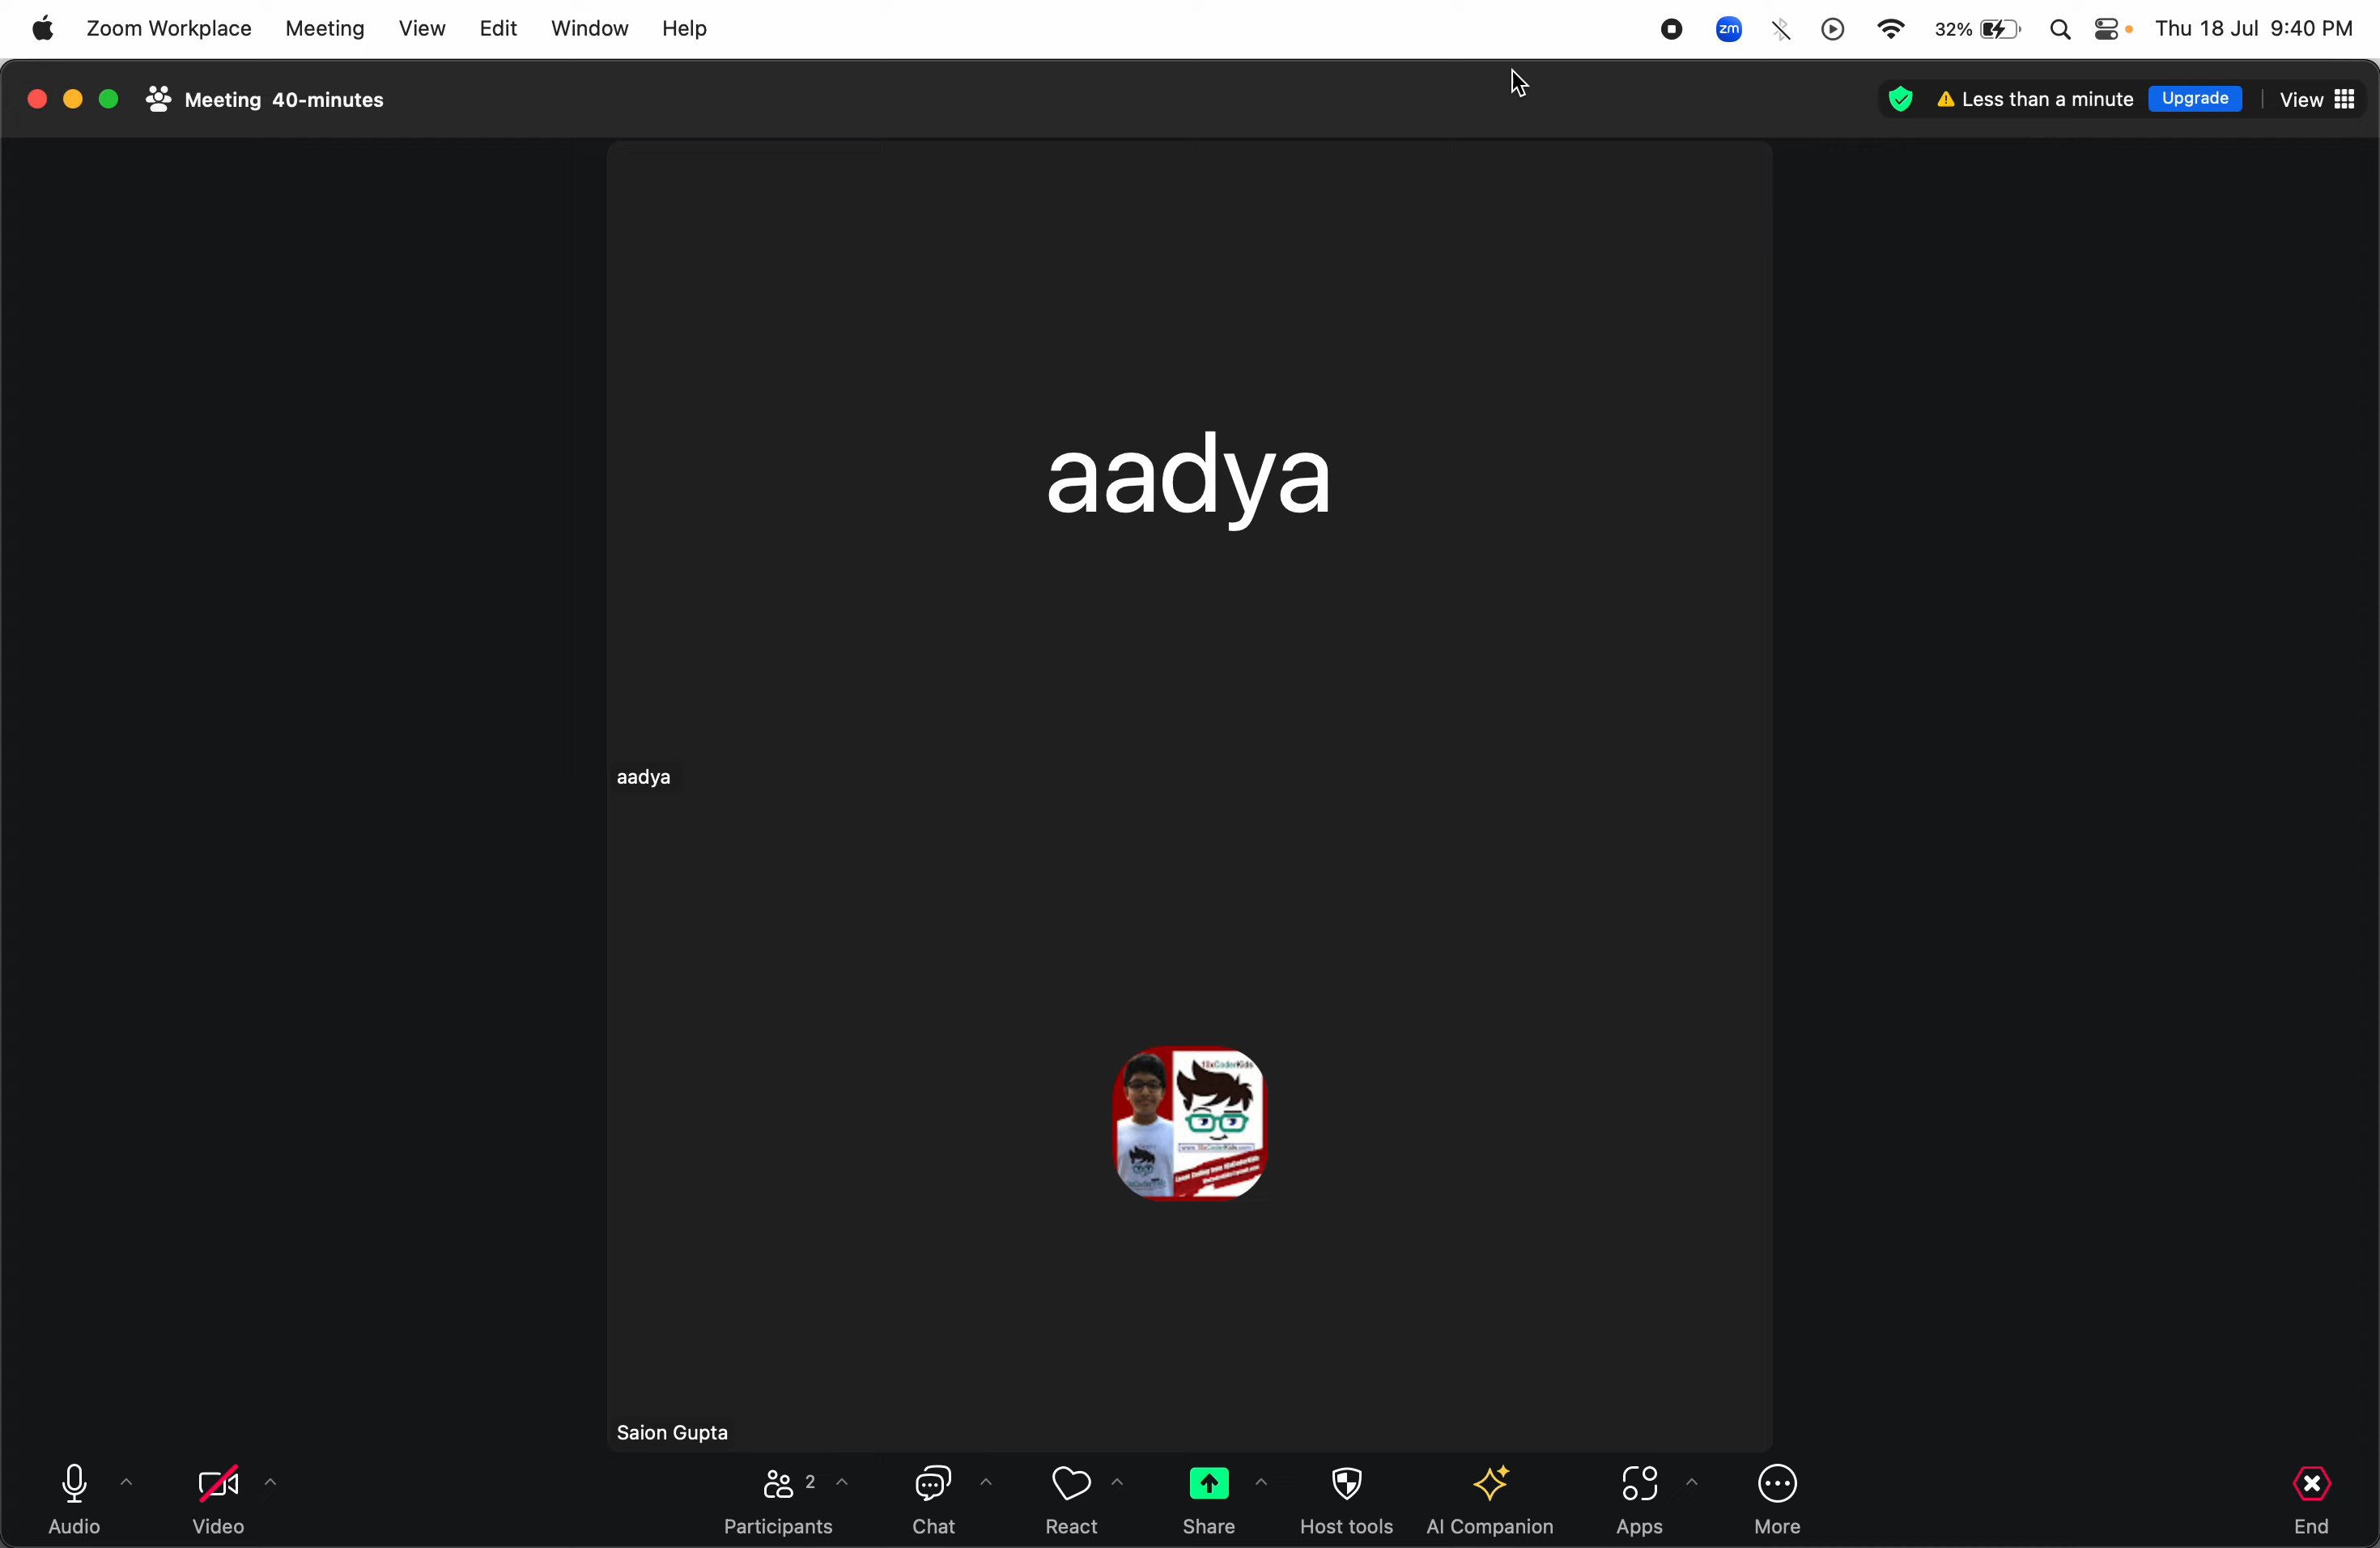 Zoom Workplace Meeting View Edit Window Help zm 32% Thu 18 Jul 9:40 PM
Meeting 40-minutes Less than a minute Upgrade View
aadya
aadya
10xCoderKids
Saion Gupta
Audio Video Participants 2 Chat React Share Host tools AI Companion Apps More End